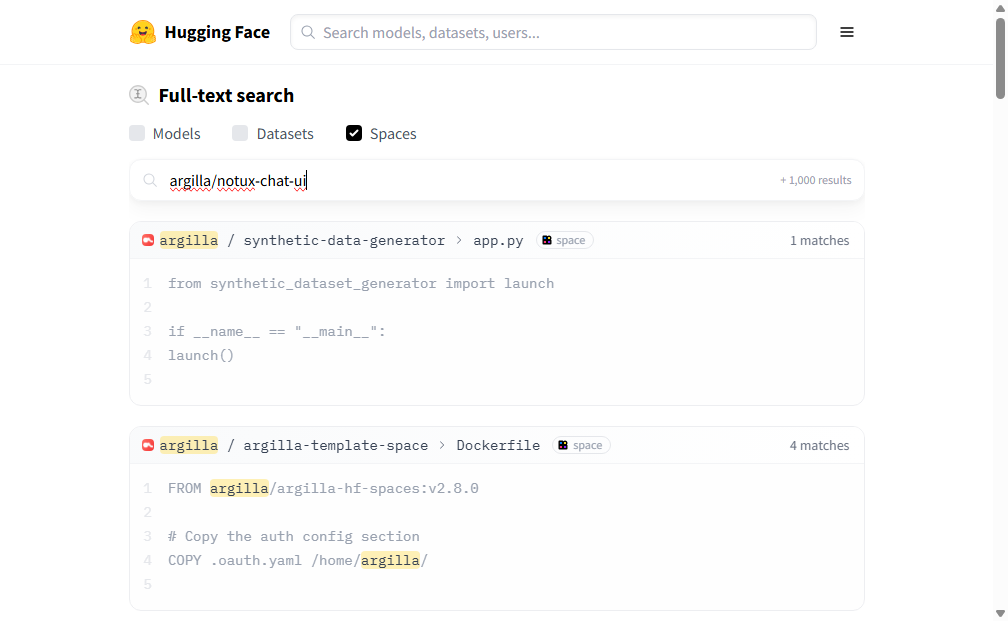 Hugging Face Search models, datasets, users...
Full-text search
Models Datasets Spaces
argilla/notux-chat-ui + 1,000 results
argilla / synthetic-data-generator > app.py space 1 matches
1 from synthetic_dataset_generator import launch
2
3 if __name__ == "__main__":
4 launch()
5
argilla / argilla-template-space > Dockerfile space 4 matches
1 FROM argilla/argilla-hf-spaces:v2.8.0
2
3 # Copy the auth config section
4 COPY .oauth.yaml /home/argilla/
5